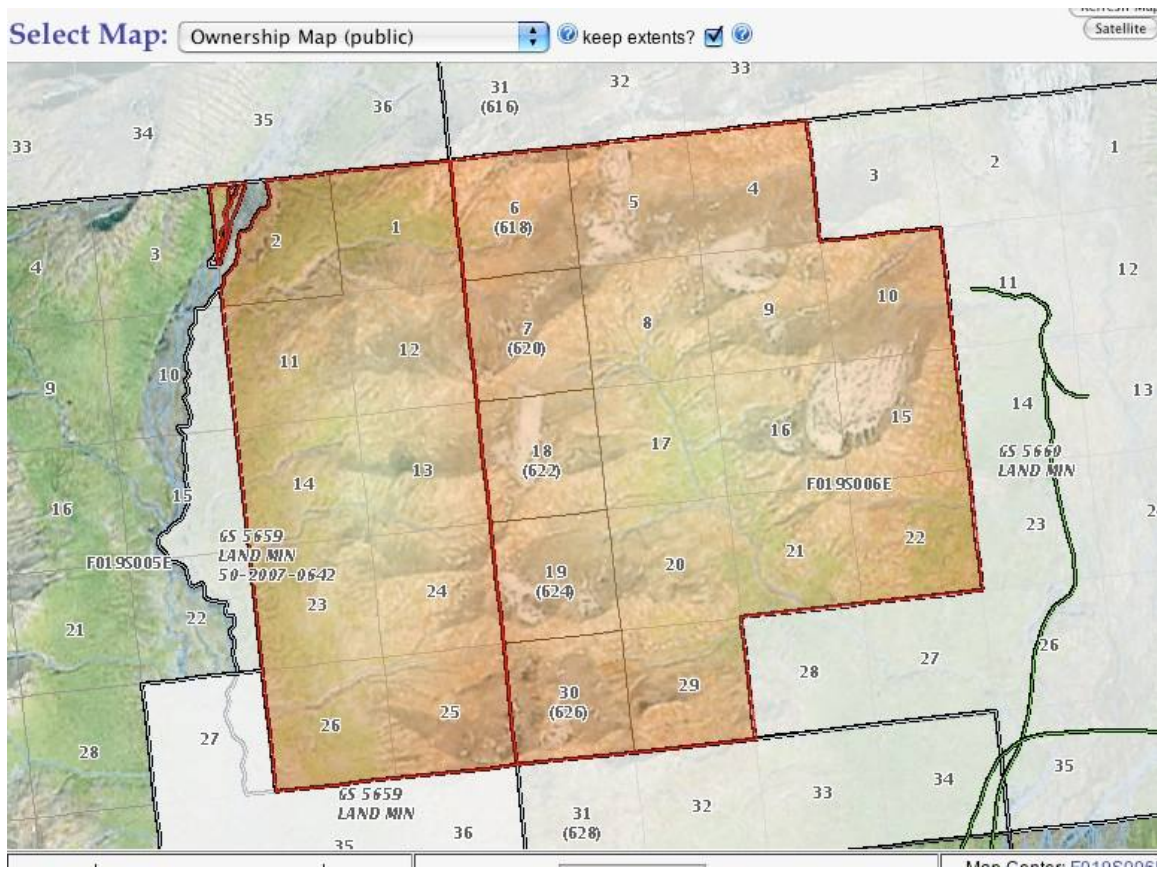 Refresh Map
Select Map: Ownership Map (public) keep extents?
Satellite
33 34 35 36 31 32 33
(616)
4 3 2 1 6 5 4 3 2 1
(618)
9 10 11 12 7 8 9 10 11 12
(620)
16 15 14 13 18 17 16 15 14 13
(622)
F019S006E
GS 5660
LAND MIN
GS 5659
LAND MIN
50-2007-0642
F019S005E
21 22 23 24 19 20 21 22 23
(624)
28 27 26 25 30 29 28 27 26
(626)
GS 5659
LAND MIN
35 36 31 32 33 34 35
(628)
Map Center: